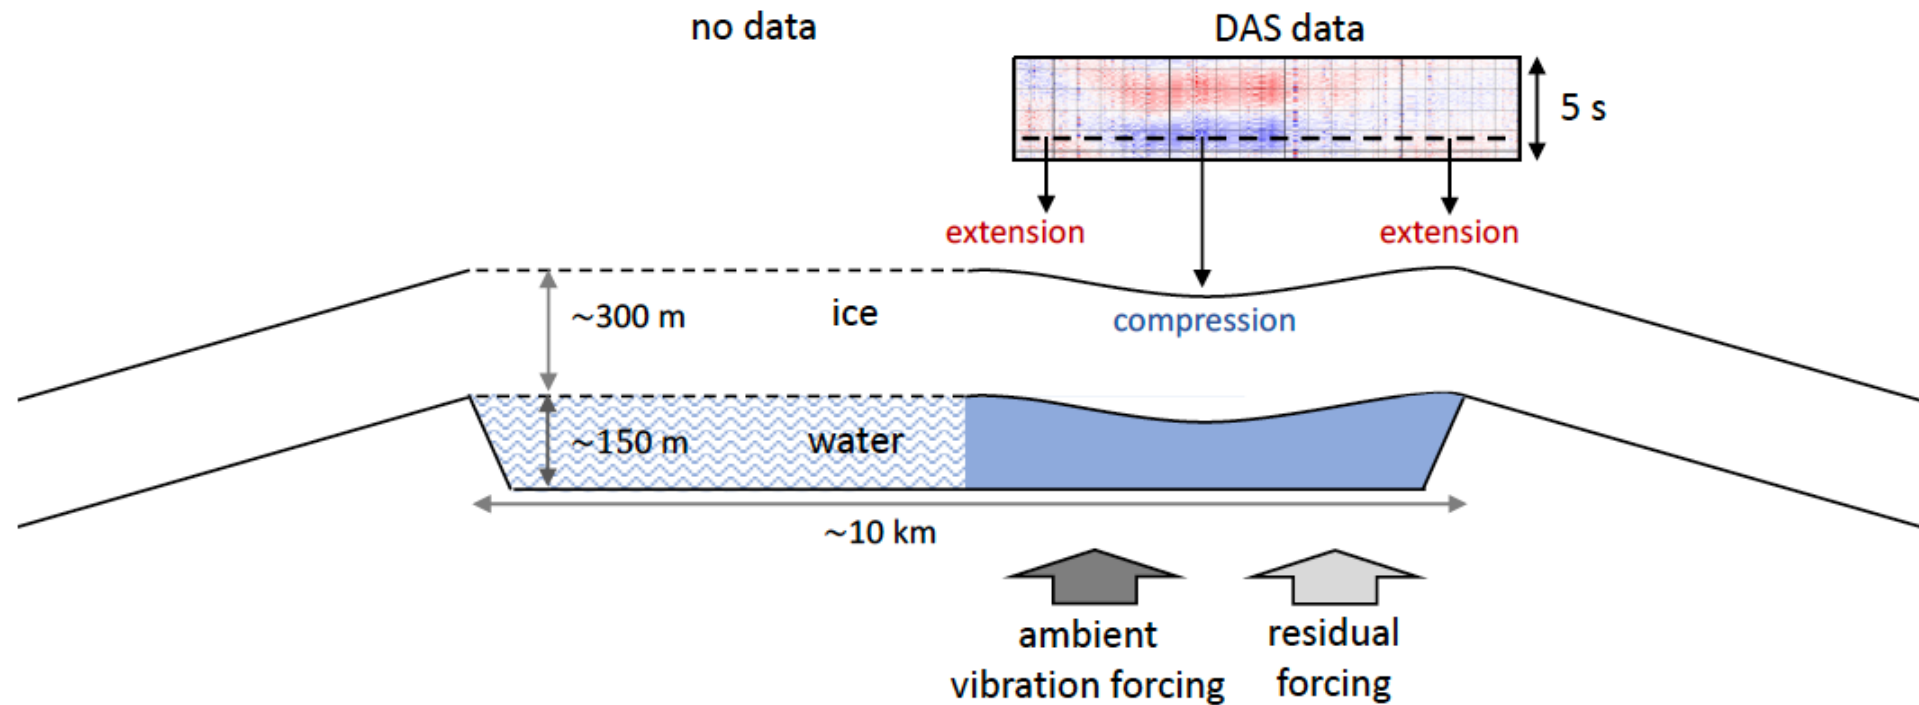 no data
DAS data
5 s
extension
extension
~300 m
ice
compression
~150 m
water
~10 km
ambient
vibration forcing
residual
forcing